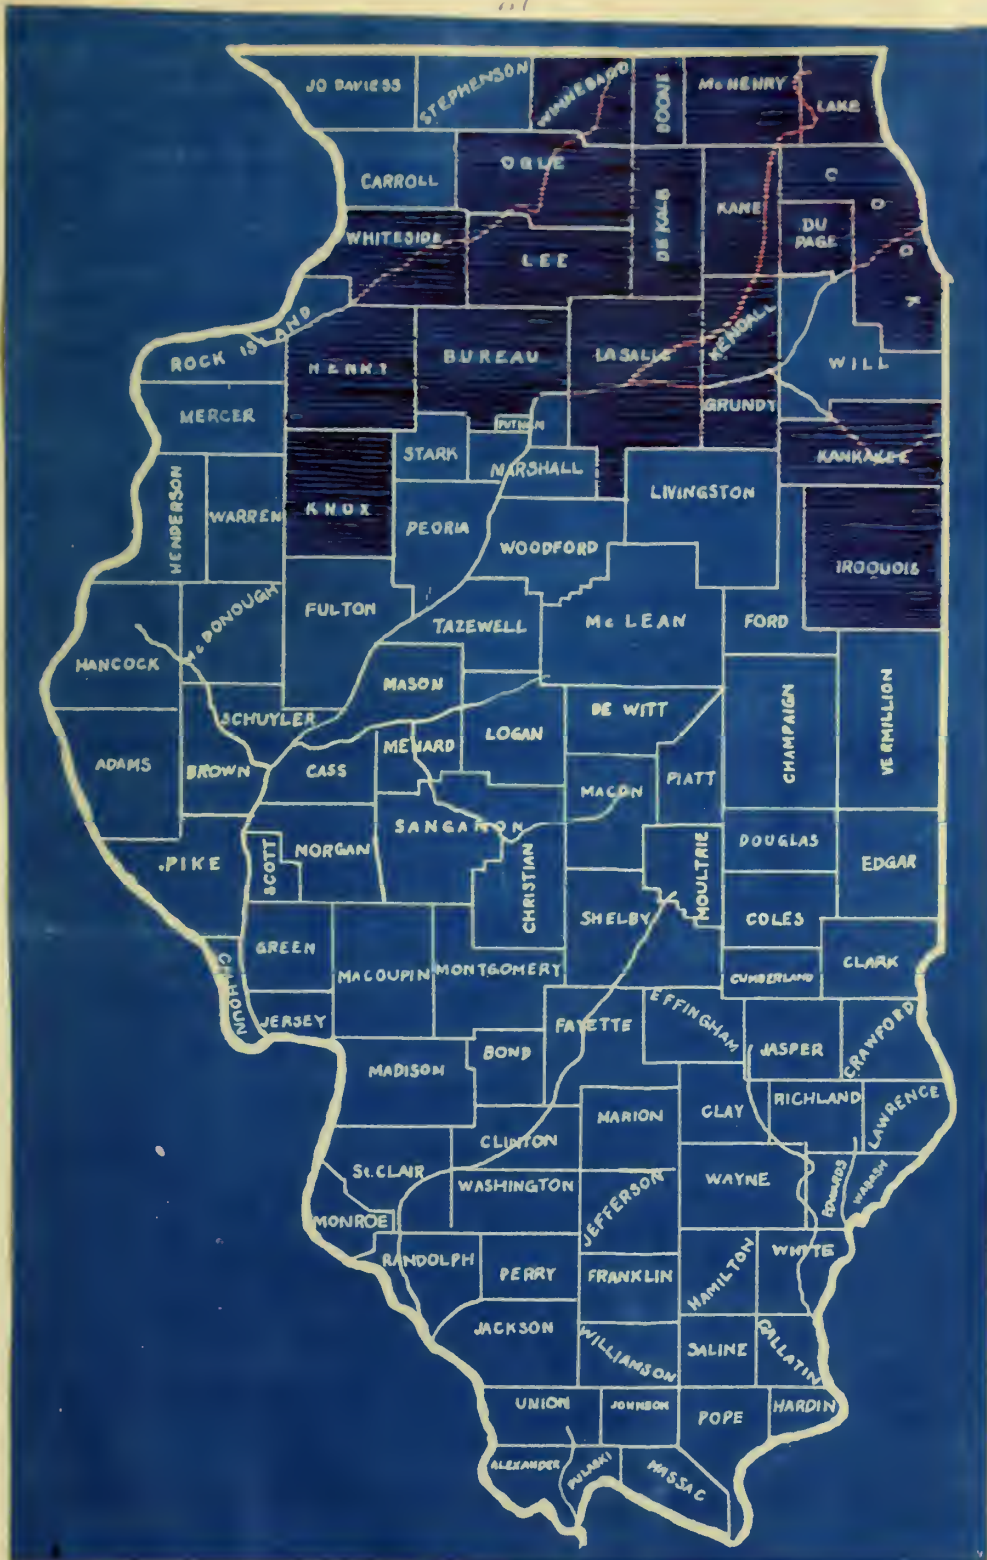 JO DAVIESS
STEPHENSON
WINNEBAGO
BOONE
McHENRY
LAKE
CARROLL
OGLE
DE KALB
KANE
COOK
DU PAGE
WHITESIDE
LEE
ROCK ISLAND
HENRY
BUREAU
LASALLE
KENDALL
WILL
GRUNDY
MERCER
PUTNAM
STARK
MARSHALL
KANKAKEE
HENDERSON
WARREN
KNOX
PEORIA
LIVINGSTON
WOODFORD
IROQUOIS
HANCOCK
McDONOUGH
FULTON
TAZEWELL
Mc LEAN
FORD
MASON
SCHUYLER
LOGAN
DE WITT
CHAMPAIGN
VERMILLION
ADAMS
BROWN
CASS
MENARD
MACON
PIATT
SANGAMON
PIKE
SCOTT
MORGAN
CHRISTIAN
MOULTRIE
DOUGLAS
EDGAR
SHELBY
COLES
GREEN
CALHOUN
MACOUPIN
MONTGOMERY
CUMBERLAND
CLARK
JERSEY
FAYETTE
EFFINGHAM
JASPER
CRAWFORD
MADISON
BOND
MARION
CLAY
RICHLAND
LAWRENCE
CLINTON
St. CLAIR
WASHINGTON
JEFFERSON
WAYNE
EDWARDS
WABASH
MONROE
RANDOLPH
PERRY
FRANKLIN
HAMILTON
WHITE
JACKSON
WILLIAMSON
SALINE
GALLATIN
UNION
JOHNSON
POPE
HARDIN
ALEXANDER
PULASKI
MASSAC